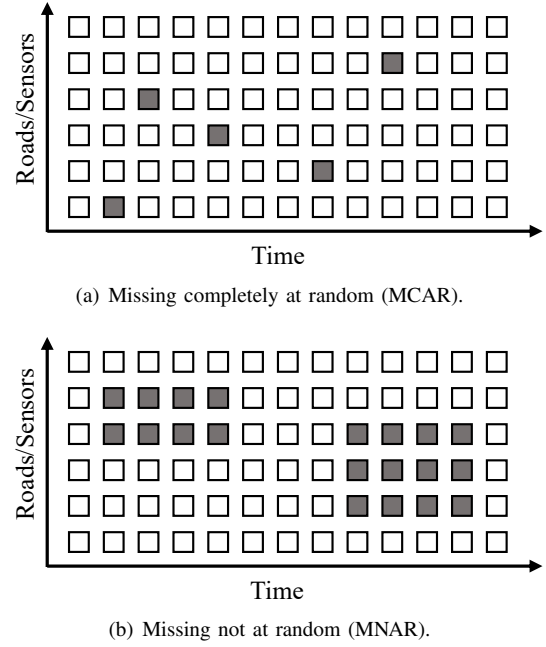 Roads/Sensors
Time
(a) Missing completely at random (MCAR).
Roads/Sensors
Time
(b) Missing not at random (MNAR).